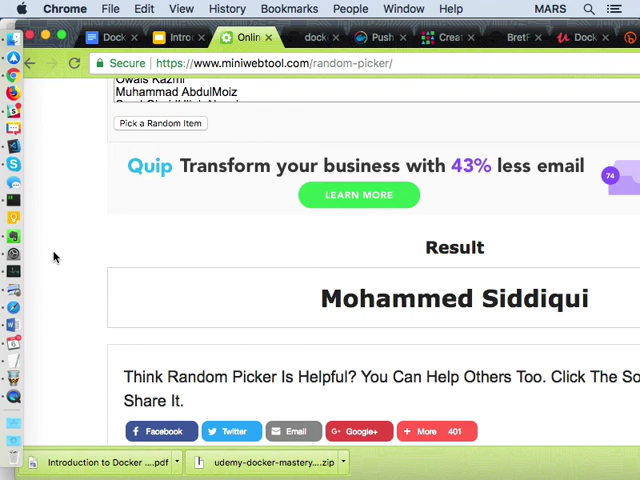 Chrome File Edit View History Bookmarks People Window Help MARS
Dock Intro Onlin dock Push Creat BretF Dock
Secure https://www.miniwebtool.com/random-picker/
Owais Kazmi
Muhammad AbdulMoiz
Pick a Random Item
Quip Transform your business with 43% less email
74
LEARN MORE
Result
Mohammed Siddiqui
Think Random Picker Is Helpful? You Can Help Others Too. Click The So
Share It.
Facebook Twitter Email G+ Google+ More 401
Introduction to Docker ....pdf udemy-docker-mastery....zip